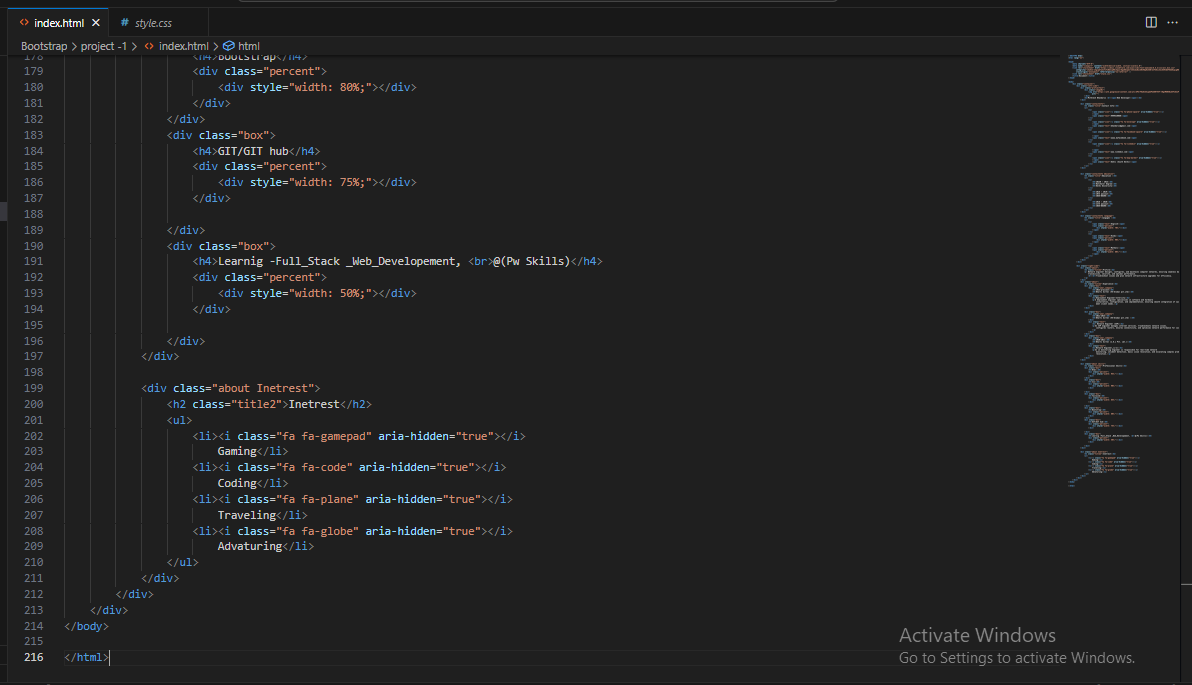 index.html
style.css
Bootstrap > project -1 > index.html > html
178 <h4>Bootstrap</h4>
179 <div class="percent">
180 <div style="width: 80%;"></div>
181 </div>
182 </div>
183 <div class="box">
184 <h4>GIT/GIT hub</h4>
185 <div class="percent">
186 <div style="width: 75%;"></div>
187 </div>
188
189 </div>
190 <div class="box">
191 <h4>Learnig -Full_Stack _Web_Developement, <br>@(Pw Skills)</h4>
192 <div class="percent">
193 <div style="width: 50%;"></div>
194 </div>
195
196 </div>
197 </div>
198
199 <div class="about Inetrest">
200 <h2 class="title2">Inetrest</h2>
201 <ul>
202 <li><i class="fa fa-gamepad" aria-hidden="true"></i>
203 Gaming</li>
204 <li><i class="fa fa-code" aria-hidden="true"></i>
205 Coding</li>
206 <li><i class="fa fa-plane" aria-hidden="true"></i>
207 Traveling</li>
208 <li><i class="fa fa-globe" aria-hidden="true"></i>
209 Advaturing</li>
210 </ul>
211 </div>
212 </div>
213 </div>
214 </body>
215
216 </html>
Activate Windows
Go to Settings to activate Windows.